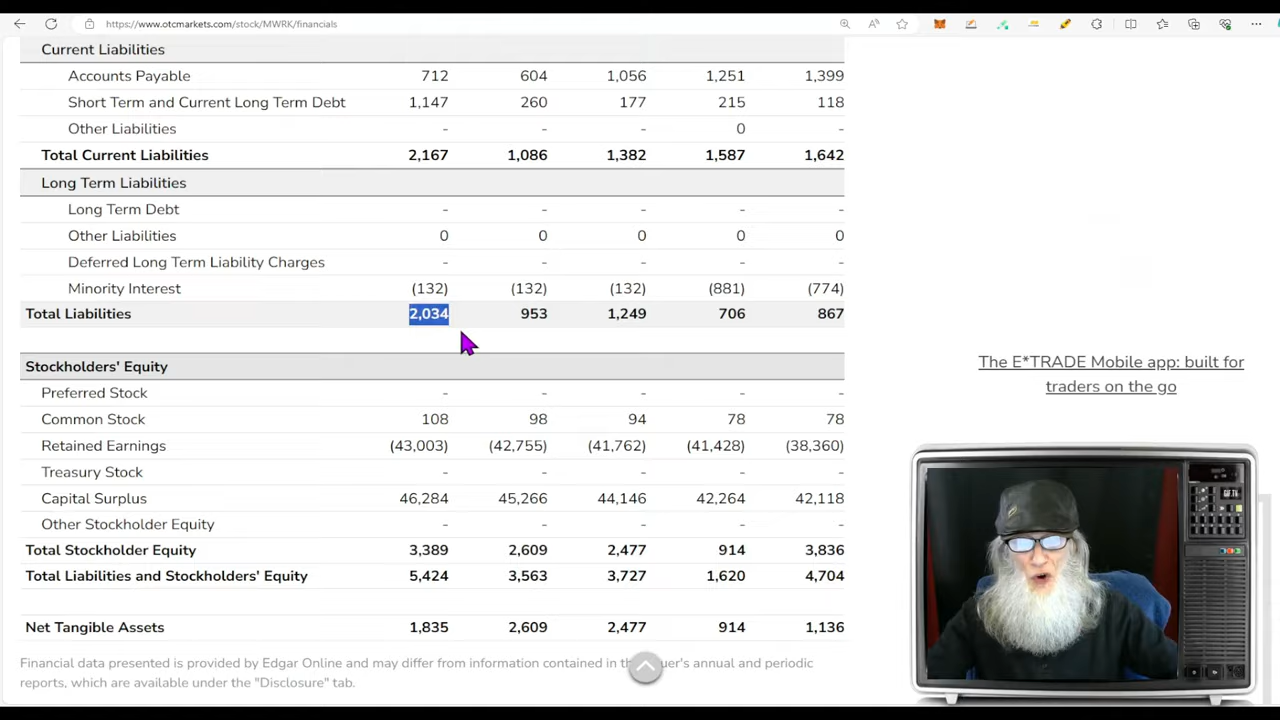 https://www.otcmarkets.com/stock/MWRK/financials
Current Liabilities
Accounts Payable 712 604 1,056 1,251 1,399
Short Term and Current Long Term Debt 1,147 260 177 215 118
Other Liabilities - - - 0 -
Total Current Liabilities 2,167 1,086 1,382 1,587 1,642
Long Term Liabilities
Long Term Debt - - - - -
Other Liabilities 0 0 0 0 0
Deferred Long Term Liability Charges - - - - -
Minority Interest (132) (132) (132) (881) (774)
Total Liabilities 2,034 953 1,249 706 867
Stockholders' Equity
Preferred Stock - - - - -
Common Stock 108 98 94 78 78
Retained Earnings (43,003) (42,755) (41,762) (41,428) (38,360)
Treasury Stock - - - - -
Capital Surplus 46,284 45,266 44,146 42,264 42,118
Other Stockholder Equity - - - - -
Total Stockholder Equity 3,389 2,609 2,477 914 3,836
Total Liabilities and Stockholders' Equity 5,424 3,563 3,727 1,620 4,704
Net Tangible Assets 1,835 2,609 2,477 914 1,136
Financial data presented is provided by Edgar Online may differ from in contained in th er's annual and periodic
reports, which are available under the "Disclosure" tab.
The E*TRADE Mobile app: built for
traders on the go
GIF.TV